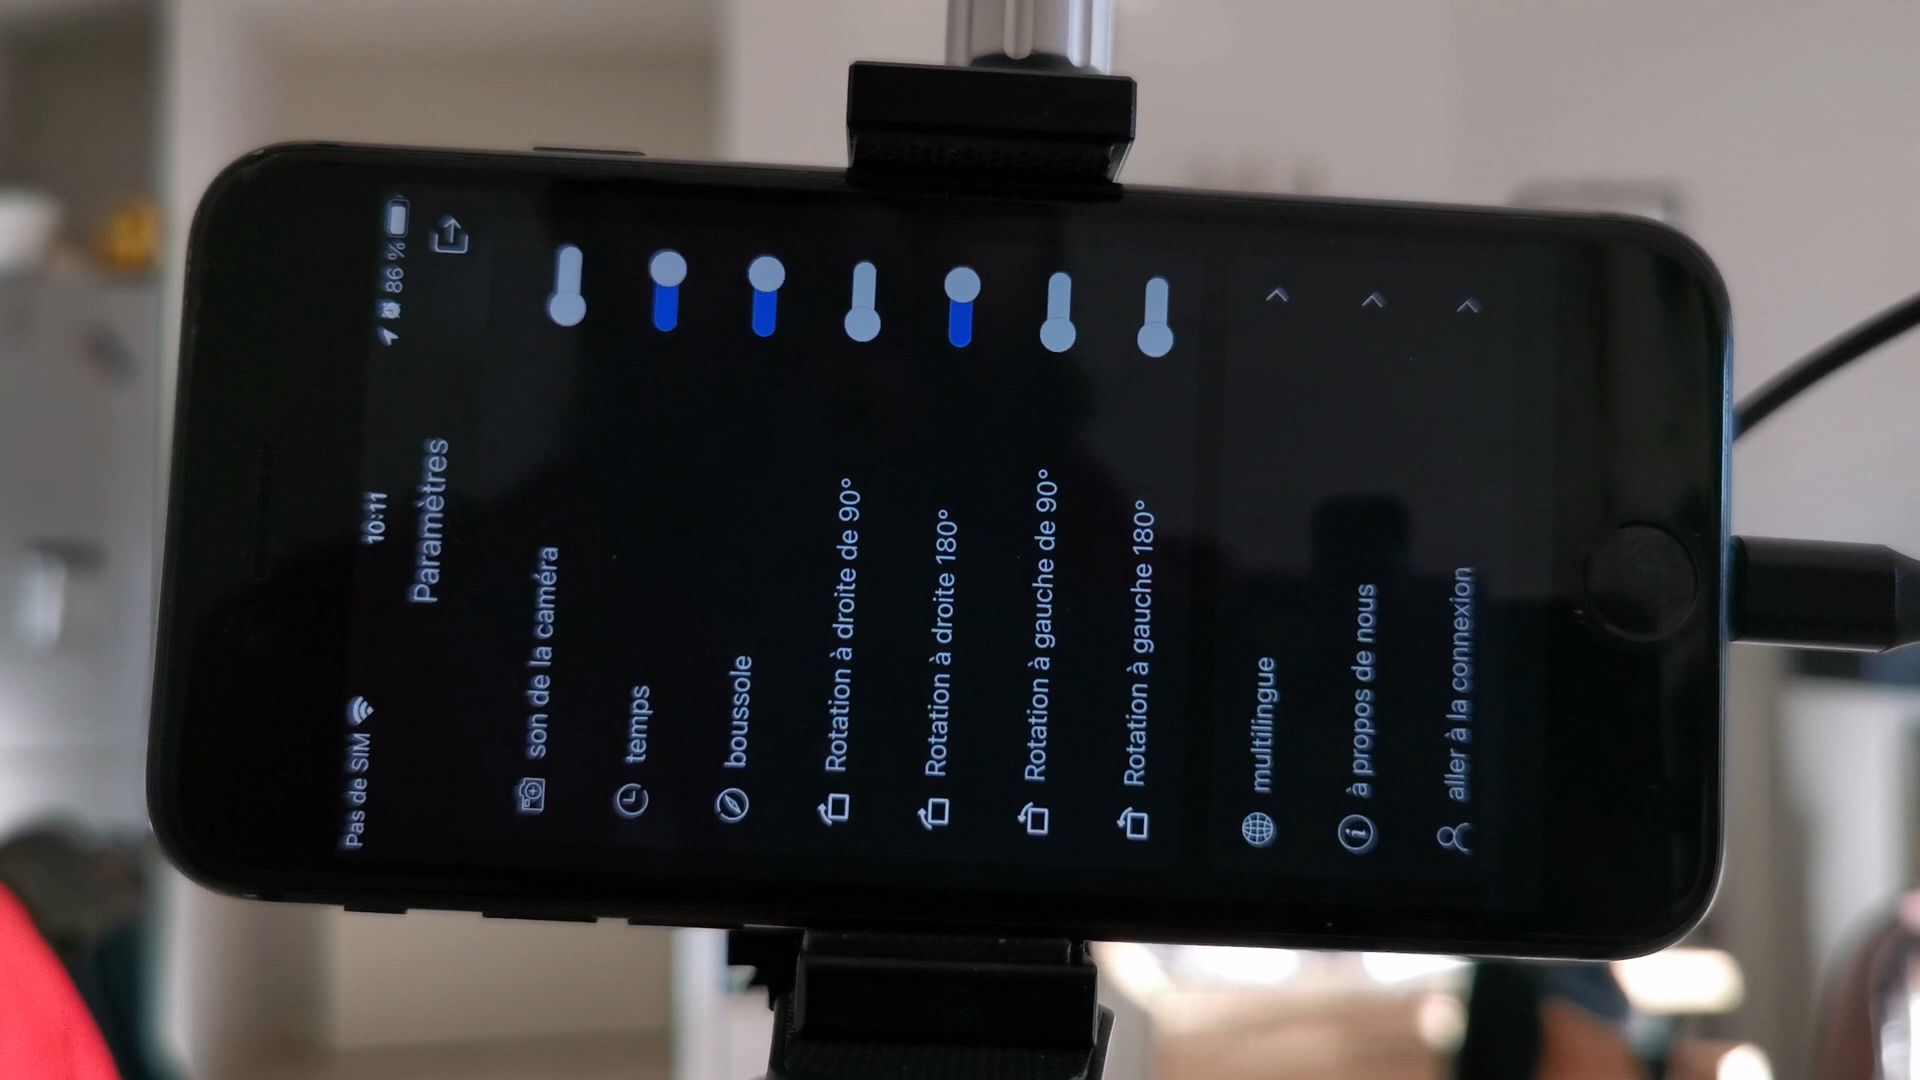 Pas de SIM 10:11 86 %
Paramètres
son de la caméra
temps
boussole
Rotation à droite de 90°
Rotation à droite 180°
Rotation à gauche de 90°
Rotation à gauche 180°
multilingue
à propos de nous
aller à la connexion